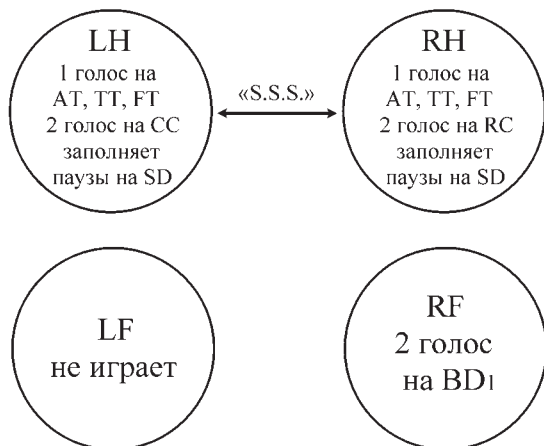 LH
1 голос на
AT, TT, FT
2 голос на CC
заполняет
паузы на SD
«S.S.S.»
RH
1 голос на
AT, TT, FT
2 голос на RC
заполняет
паузы на SD
LF
не играет
RF
2 голос
на BD1